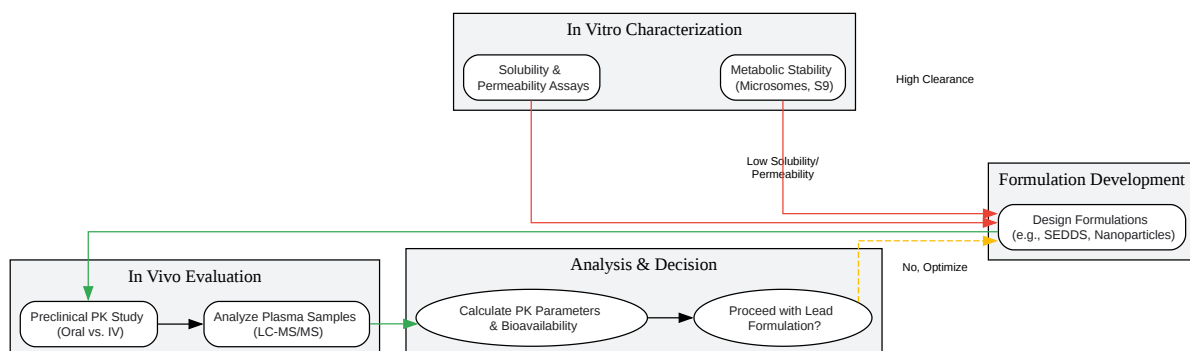 In Vitro Characterization
Solubility &
Permeability Assays
Metabolic Stability
(Microsomes, S9)
High Clearance
Low Solubility/
Permeability
Formulation Development
Design Formulations
(e.g., SEDDS, Nanoparticles)
In Vivo Evaluation
Preclinical PK Study
(Oral vs. IV)
Analyze Plasma Samples
(LC-MS/MS)
Analysis & Decision
Calculate PK Parameters
& Bioavailability
Proceed with Lead
Formulation?
No, Optimize